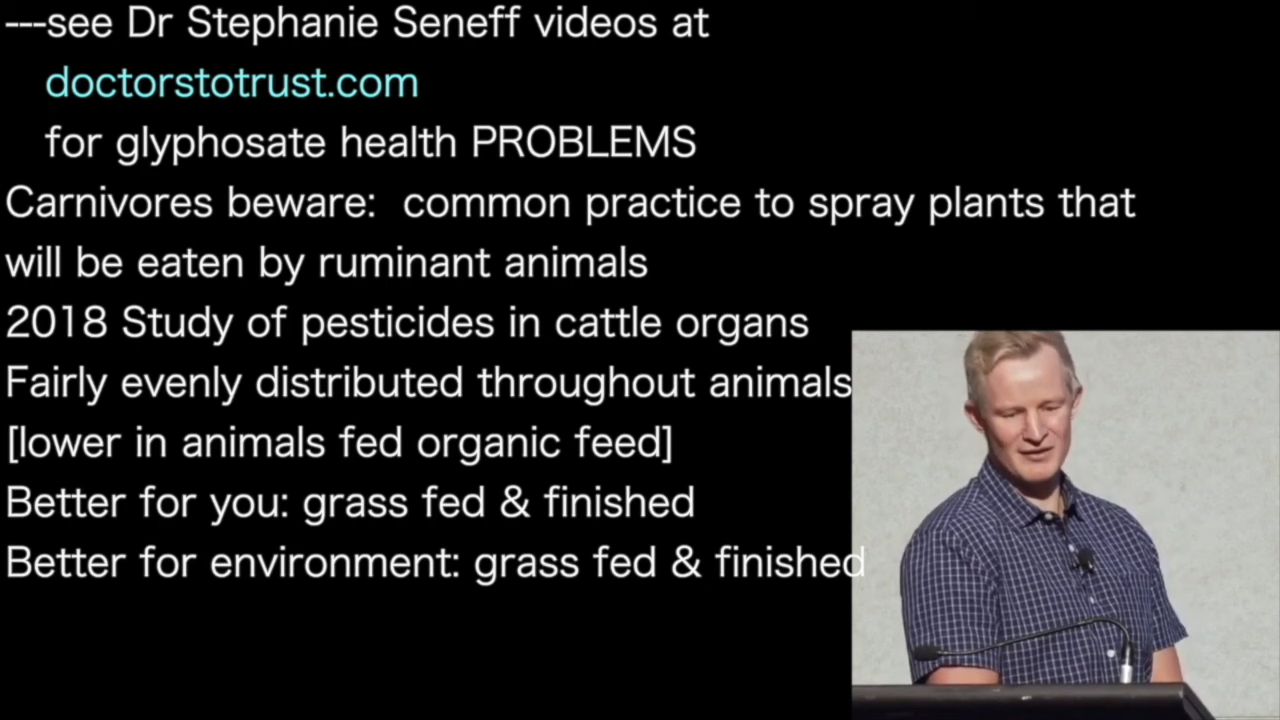 ---see Dr Stephanie Seneff videos at
doctorstotrust.com
for glyphosate health PROBLEMS
Carnivores beware:  common practice to spray plants that
will be eaten by ruminant animals
2018 Study of pesticides in cattle organs
Fairly evenly distributed throughout animals
[lower in animals fed organic feed]
Better for you: grass fed & finished
Better for environment: grass fed & finished